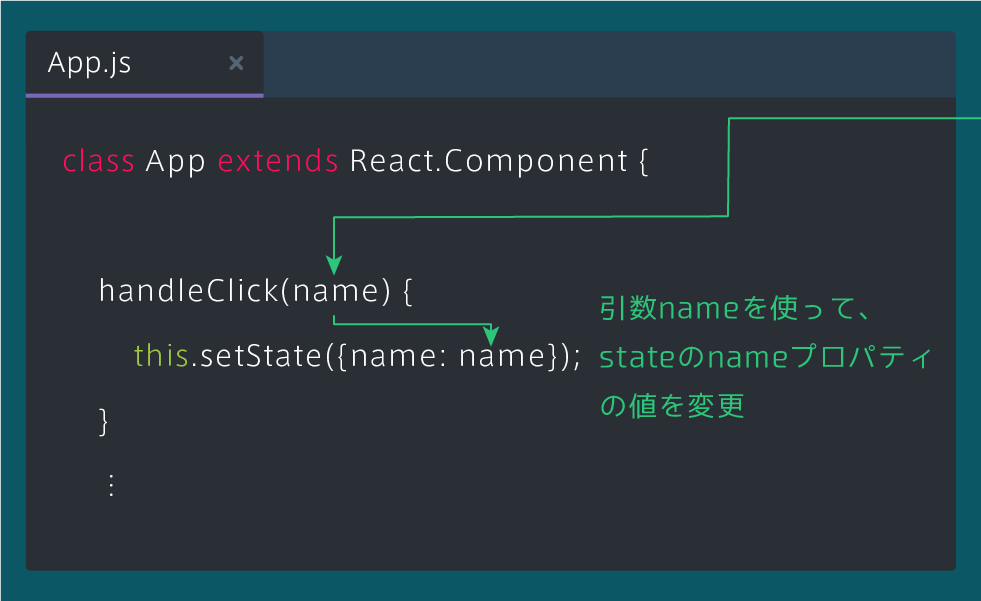 App.js ×
class App extends React.Component {
handleClick(name) {
this.setState({name: name});
}
⋮
引数nameを使って、
stateのnameプロパティ
の値を変更